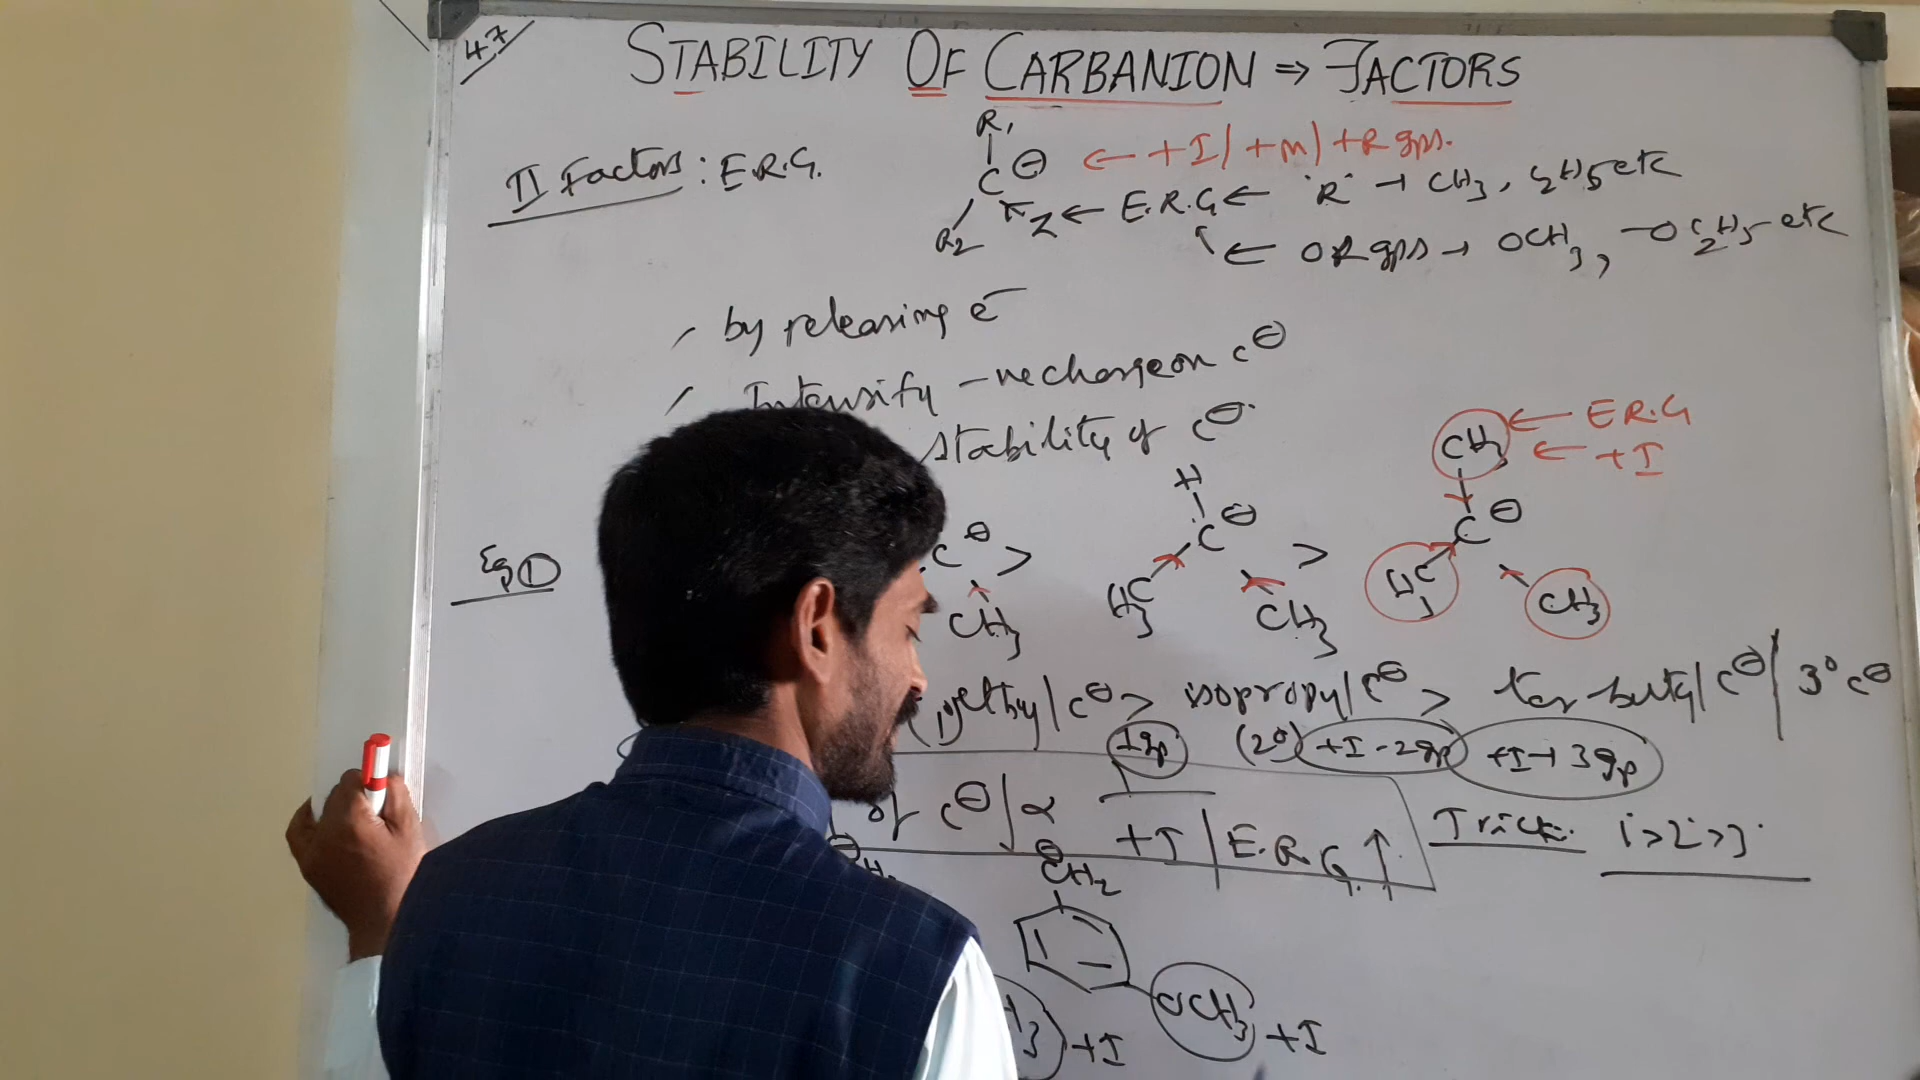 47
STABILITY OF CARBANION ⇒ FACTORS
II Factors: E.R.G.
R1
C ⊖ ← +I / +M / +R gps.
R2 Z ← E.R.G ← "R" → CH3, C2H5 etc
← OR gps → OCH3, -OC2H5 etc
by releasing e-
Intensify -ve charge on C⊖
stability of C⊖
CH3 ← E.R.G
← +I
H
Eg ①
C⊖ > C⊖ > C⊖
CH3 H3C CH3 H3C CH3
ethyl C⊖ > isopropyl C⊖ > ter-butyl C⊖ / 3° C⊖
1gp (2°) +I - 2gp +I → 3gp
of C⊖ / α 1
+I / E.R.G. ↑
Trick: 1°>2°>3°
⊖ ⊖
CH2
OCH3 +I
+I